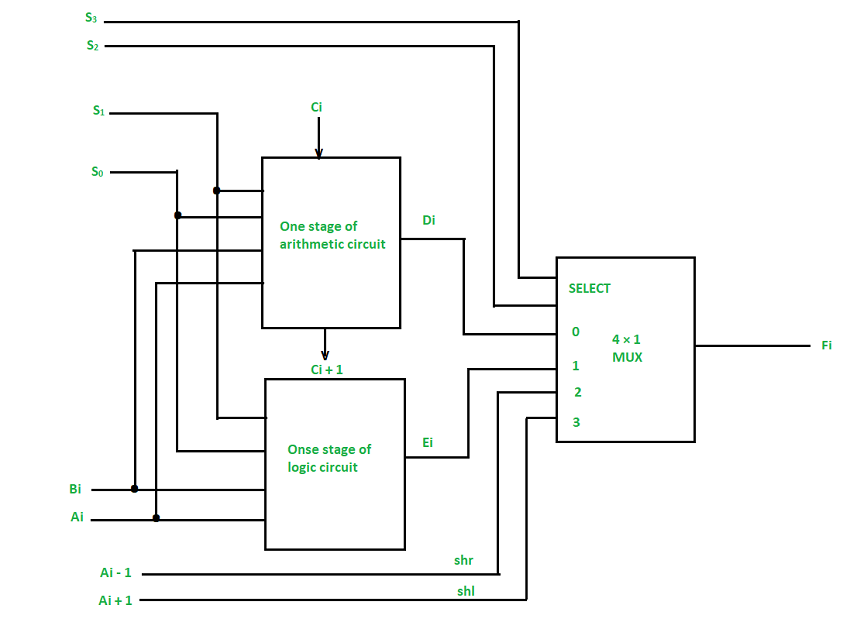 S₃
S₂
S₁
Ci
S₀
One stage of
arithmetic circuit
Di
SELECT
0
4 × 1
MUX
Fi
1
Ci + 1
2
3
Onse stage of
logic circuit
Ei
Bi
Ai
shr
Ai - 1
shl
Ai + 1